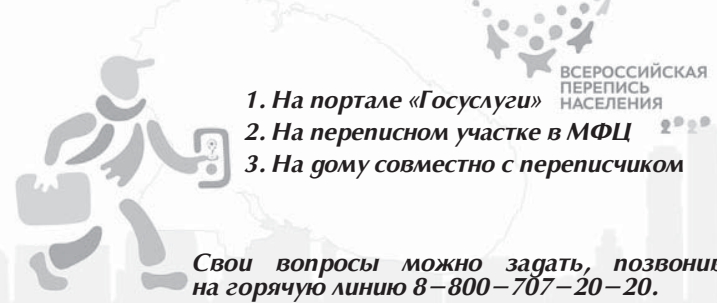 ВСЕРОССИЙСКАЯ
ПЕРЕПИСЬ
НАСЕЛЕНИЯ
2020
1. На портале «Госуслуги»
2. На переписном участке в МФЦ
3. На дому совместно с переписчиком
Свои вопросы можно задать, позвонив
на горячую линию 8–800–707–20–20.